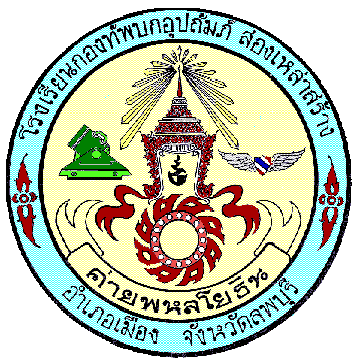 โรงเรียนกองทัพบกอุปถัมภ์ สองเหล่าสร้าง
ค่ายพหลโยธิน
อำเภอเมือง จังหวัดลพบุรี